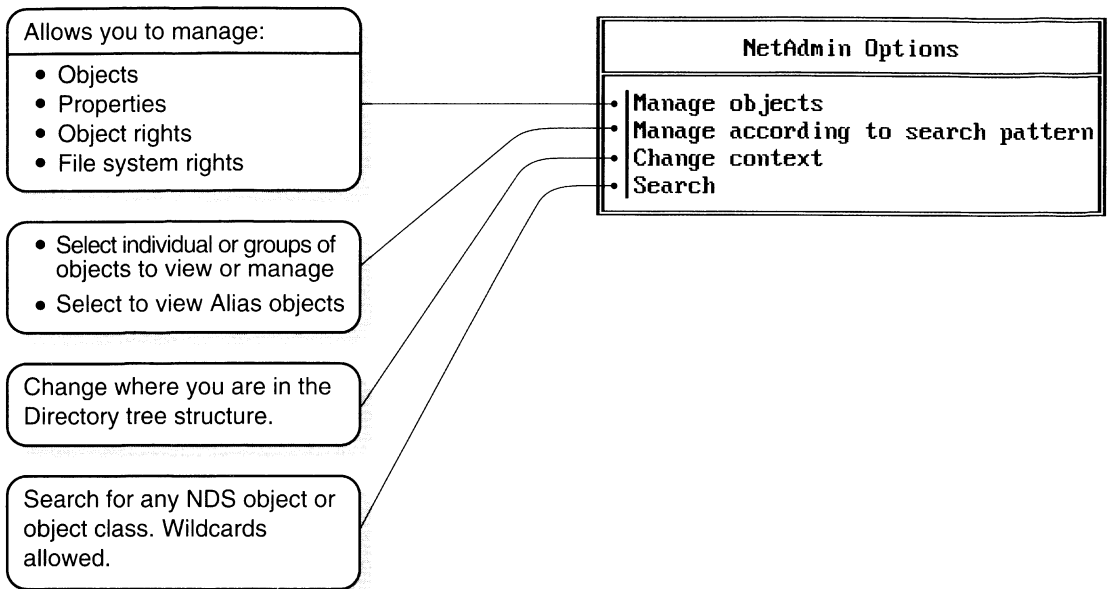 Allows you to manage:
• Objects
• Properties
• Object rights
• File system rights
• Select individual or groups of
objects to view or manage
• Select to view Alias objects
Change where you are in the
Directory tree structure.
Search for any NDS object or
object class. Wildcards
allowed.
NetAdmin Options
Manage objects
Manage according to search pattern
Change context
Search